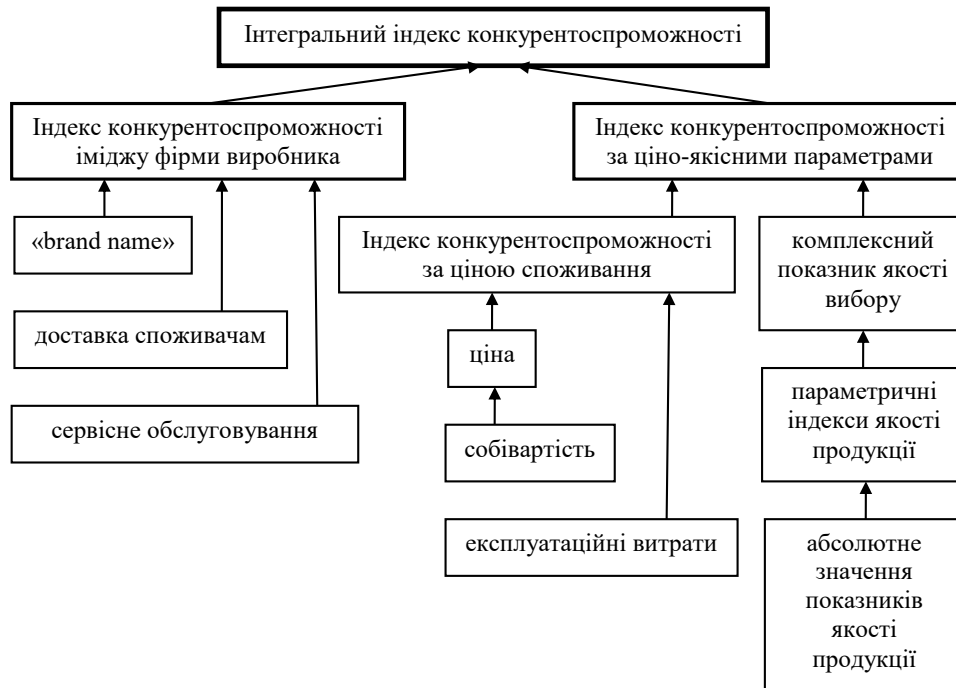 Інтегральний індекс конкурентоспроможності
Індекс конкурентоспроможності
іміджу фірми виробника
Індекс конкурентоспроможності
за ціно-якісними параметрами
«brand name»
Індекс конкурентоспроможності
за ціною споживання
комплексний
показник якості
вибору
доставка споживачам
ціна
параметричні
індекси якості
продукції
сервісне обслуговування
собівартість
експлуатаційні витрати
абсолютне
значення
показників
якості
продукції